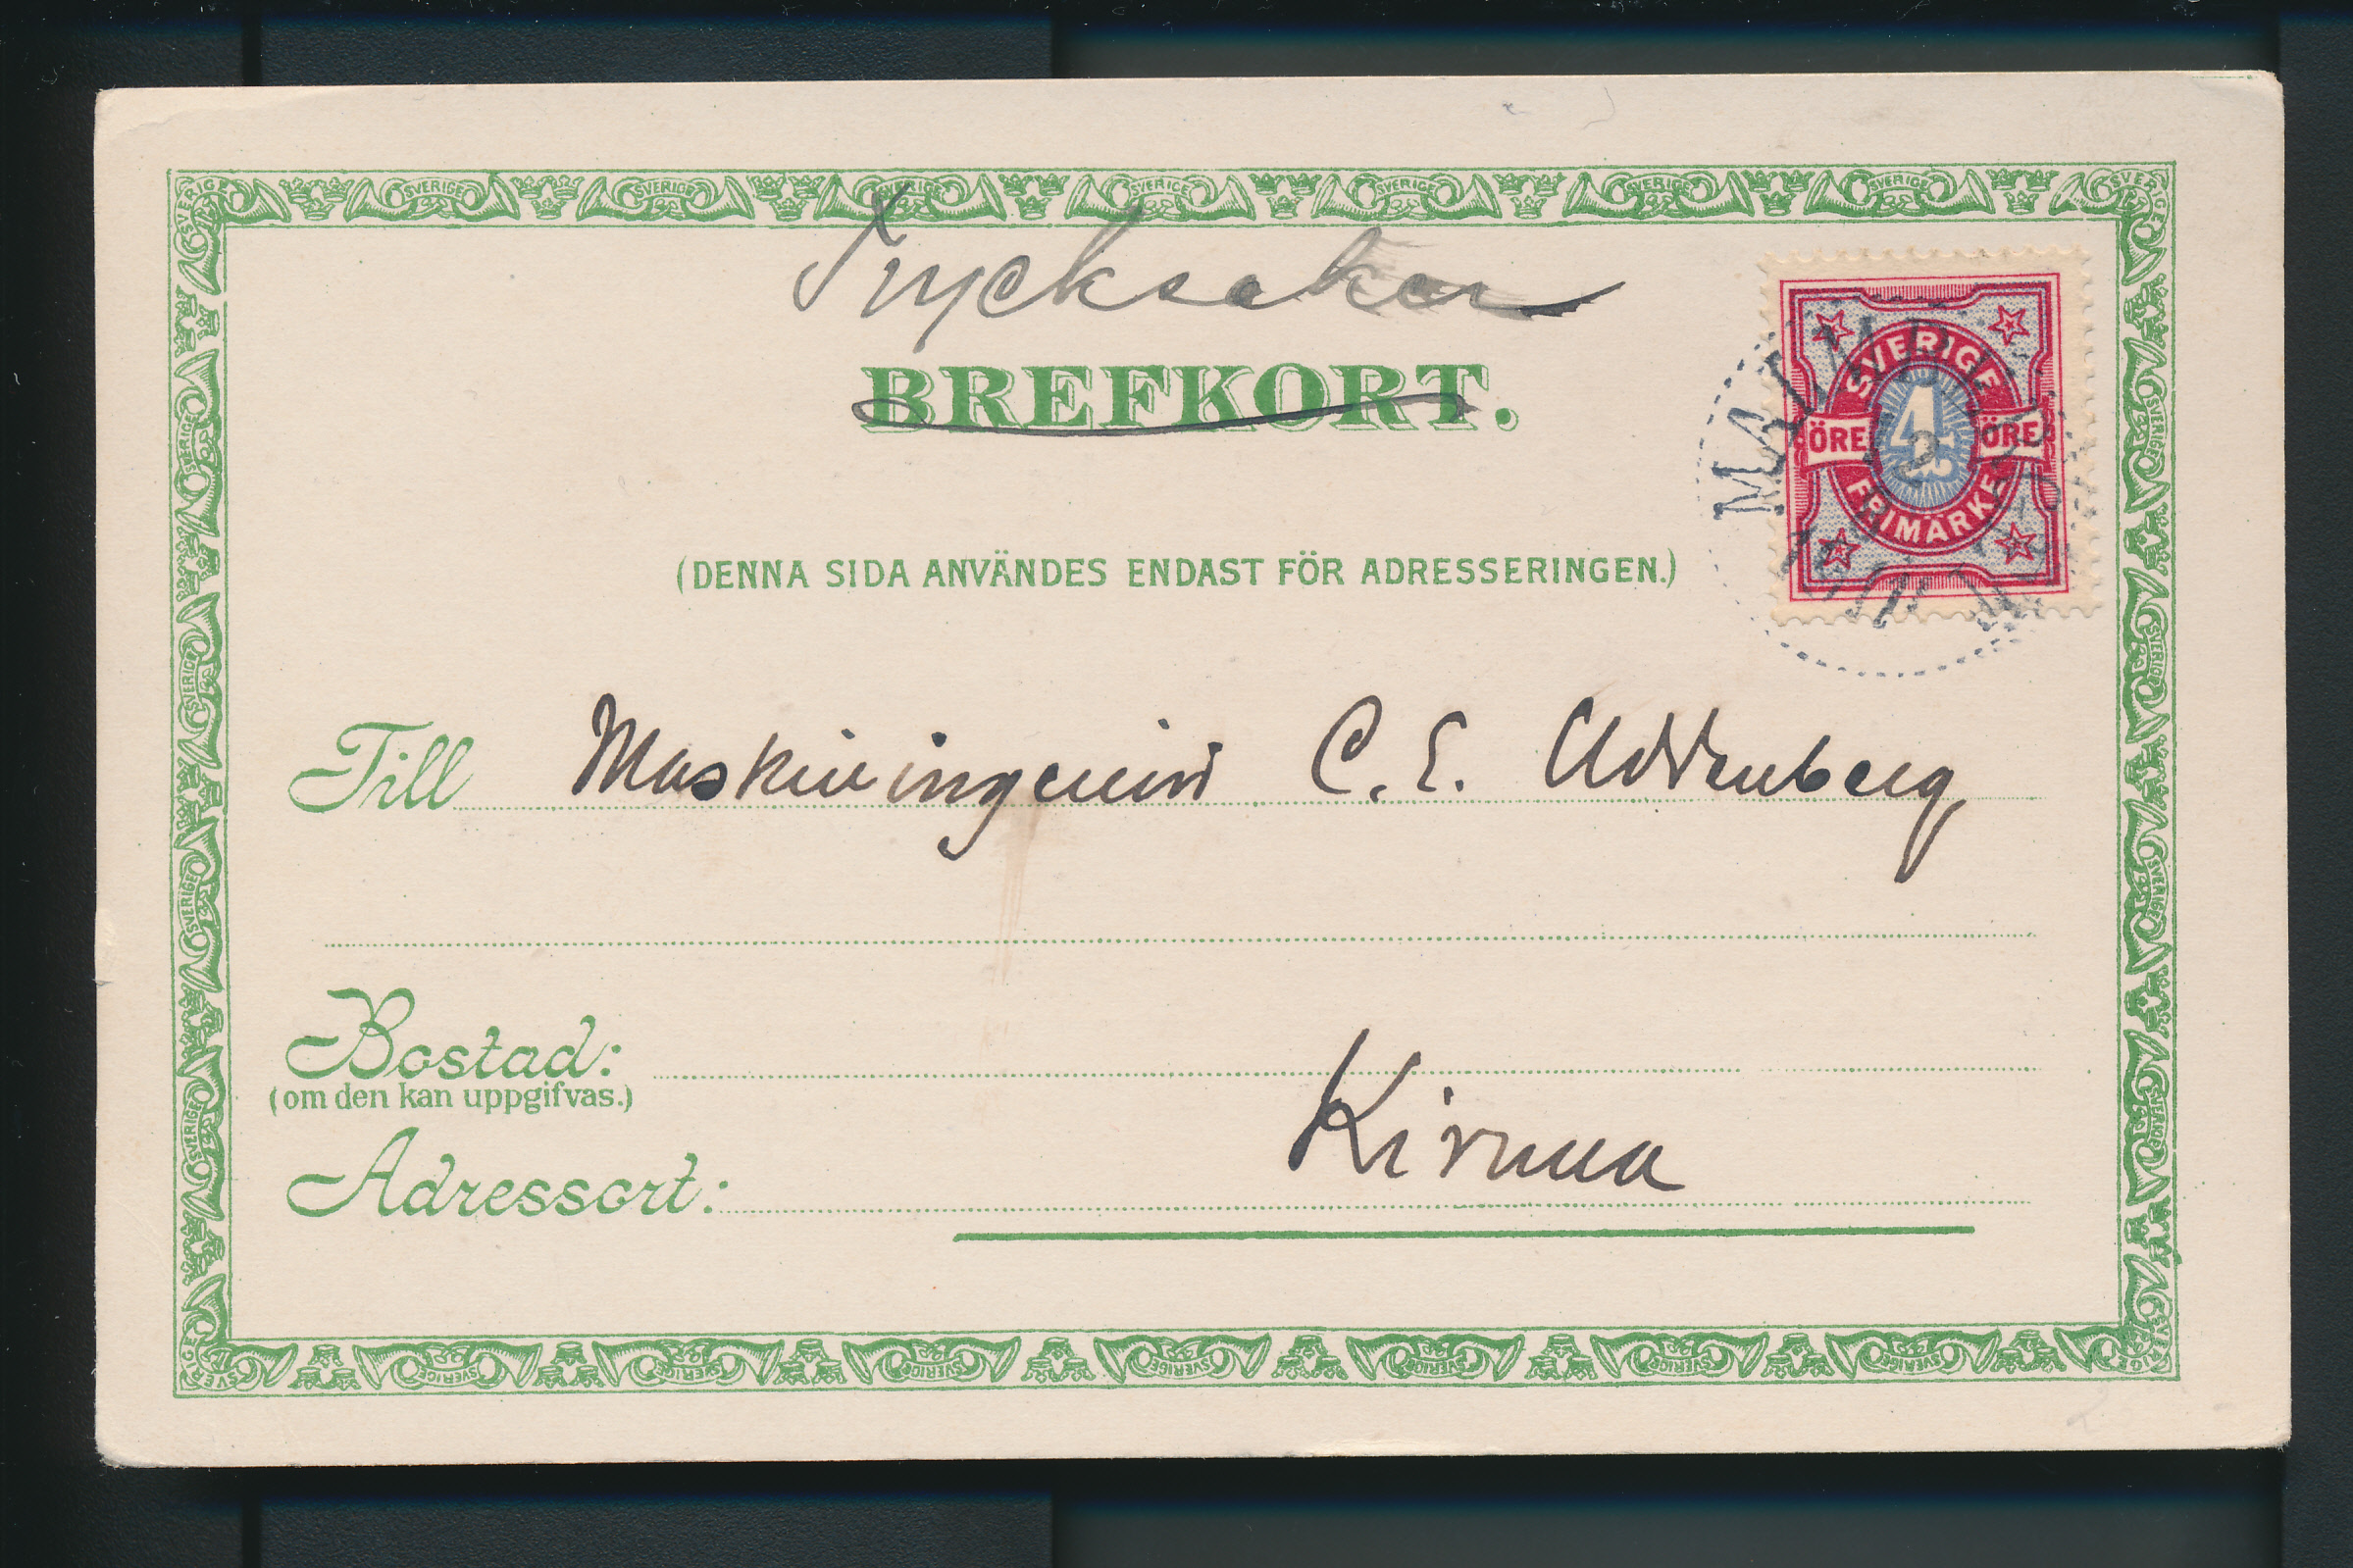 Trycksaker
BREFKORT.
SVERIGE
ÖRE 4 ÖRE
FRIMÄRKE
(DENNA SIDA ANVÄNDES ENDAST FÖR ADRESSERINGEN.)
Till Maskiningeniör C. E. Uddenberg
Bostad:
(om den kan uppgifvas.)
Kiruna
Adressort: